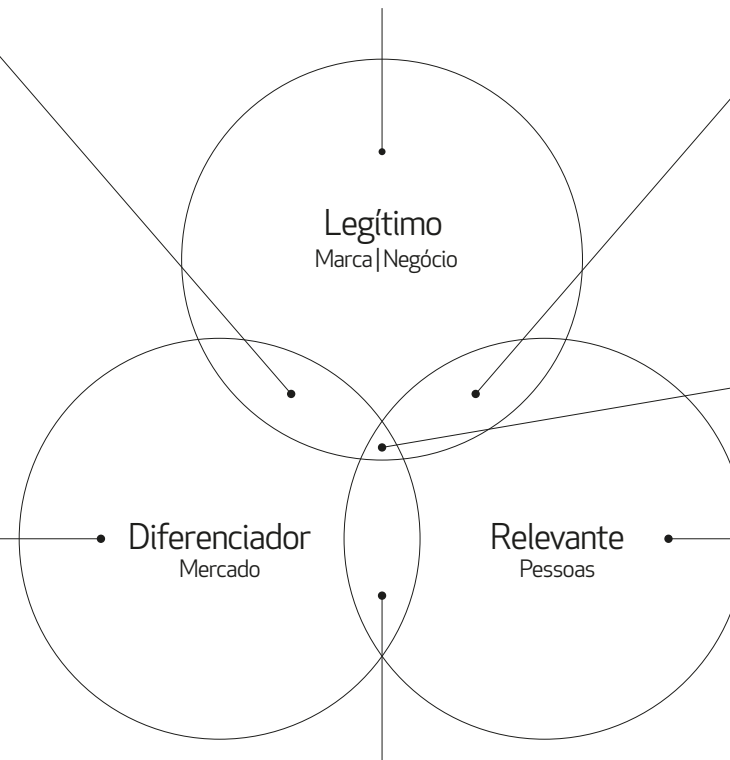 Legítimo
Marca|Negócio
Diferenciador
Mercado
Relevante
Pessoas